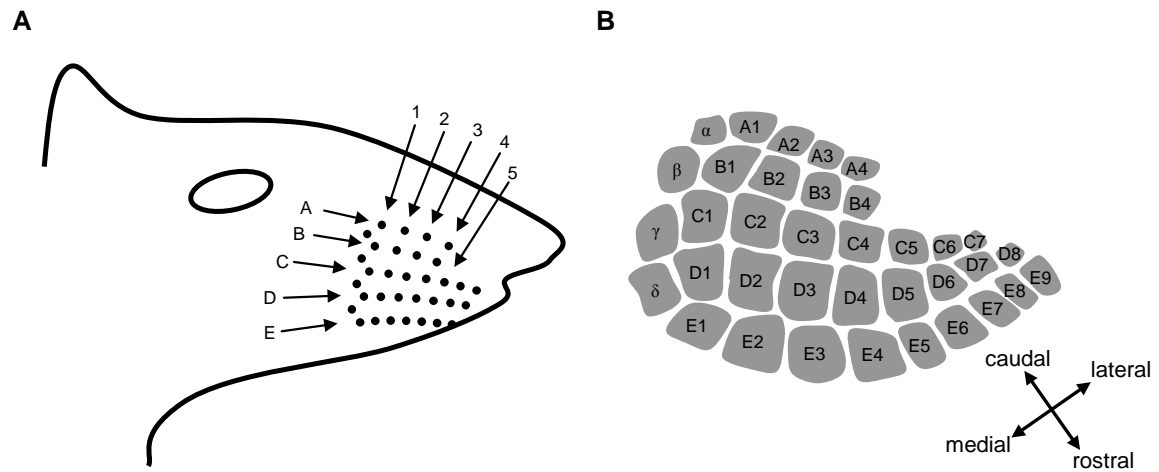 A
1
2
3
4
5
A
B
C
D
E
B
α A1 A2 A3 A4
β B1 B2 B3 B4
γ C1 C2 C3 C4 C5 C6 C7
δ D1 D2 D3 D4 D5 D6 D7 D8
E1 E2 E3 E4 E5 E6 E7 E8 E9
caudal
lateral
medial
rostral